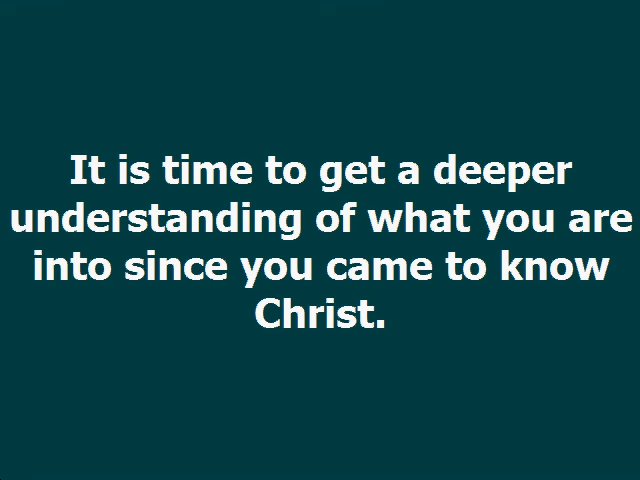 It is time to get a deeper
understanding of what you are
into since you came to know
Christ.